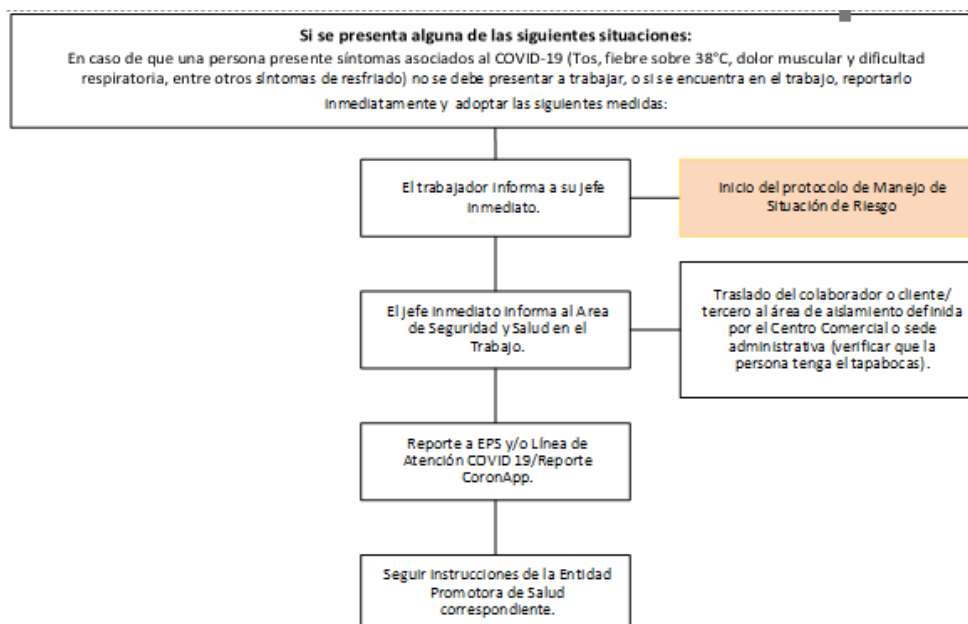 Si se presenta alguna de las siguientes situaciones:
En caso de que una persona presente síntomas asociados al COVID-19 (Tos, fiebre sobre 38°C, dolor muscular y dificultad
respiratoria, entre otros síntomas de resfriado) no se debe presentar a trabajar, o si se encuentra en el trabajo, reportarlo
inmediatamente y adoptar las siguientes medidas:
El trabajador informa a su jefe
inmediato.
Inicio del protocolo de Manejo de
Situación de Riesgo
El jefe inmediato informa al Area
de Seguridad y Salud en el
Trabajo.
Traslado del colaborador o cliente/
tercero al área de aislamiento definida
por el Centro Comercial o sede
administrativa (verificar que la
persona tenga el tapabocas).
Reporte a EPS y/o Línea de
Atención COVID 19/Reporte
CoronApp.
Seguir instrucciones de la Entidad
Promotora de Salud
correspondiente.